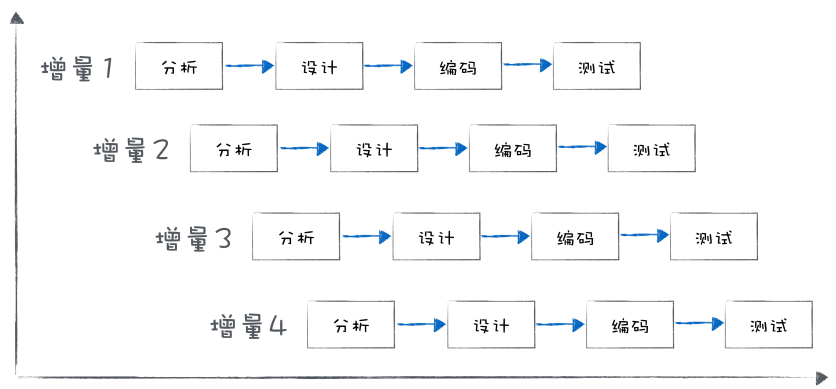 增量1 分析 设计 编码 测试
增量2 分析 设计 编码 测试
增量3 分析 设计 编码 测试
增量4 分析 设计 编码 测试